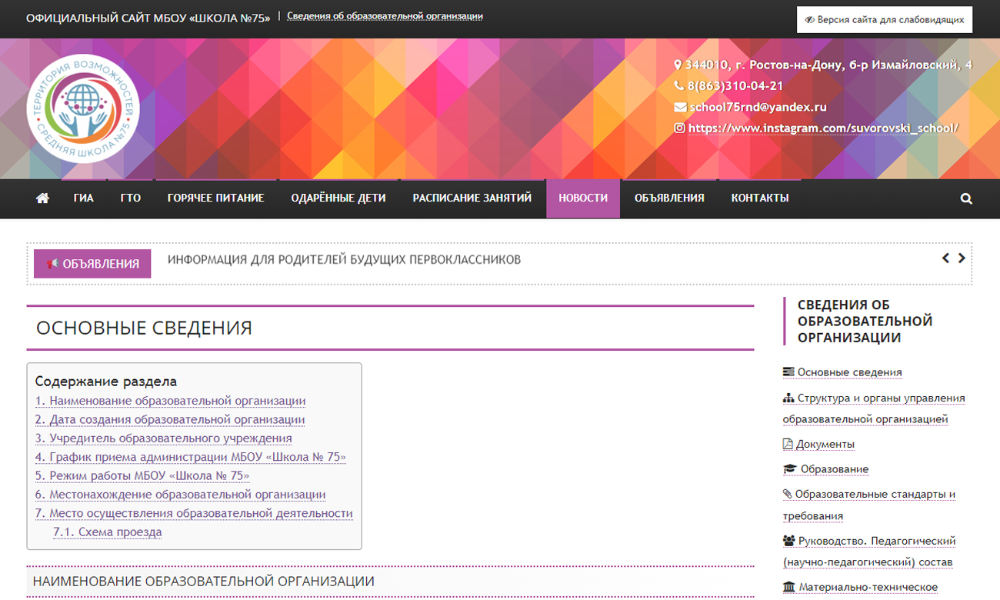 ОФИЦИАЛЬНЫЙ САЙТ МБОУ «ШКОЛА №75» | Сведения об образовательной организации
Версия сайта для слабовидящих
ТЕРРИТОРИЯ ВОЗМОЖНОСТЕЙ
СРЕДНЯЯ ШКОЛА №75
344010, г. Ростов-на-Дону, б-р Измайловский, 4
8(863)310-04-21
school75rnd@yandex.ru
https://www.instagram.com/suvorovski_school/
ГИА ГТО ГОРЯЧЕЕ ПИТАНИЕ ОДАРЁННЫЕ ДЕТИ РАСПИСАНИЕ ЗАНЯТИЙ НОВОСТИ ОБЪЯВЛЕНИЯ КОНТАКТЫ
ОБЪЯВЛЕНИЯ ИНФОРМАЦИЯ ДЛЯ РОДИТЕЛЕЙ БУДУЩИХ ПЕРВОКЛАССНИКОВ
ОСНОВНЫЕ СВЕДЕНИЯ
Содержание раздела
1. Наименование образовательной организации
2. Дата создания образовательной организации
3. Учредитель образовательного учреждения
4. График приема администрации МБОУ «Школа № 75»
5. Режим работы МБОУ «Школа № 75»
6. Местонахождение образовательной организации
7. Место осуществления образовательной деятельности
7.1. Схема проезда
НАИМЕНОВАНИЕ ОБРАЗОВАТЕЛЬНОЙ ОРГАНИЗАЦИИ
СВЕДЕНИЯ ОБ
ОБРАЗОВАТЕЛЬНОЙ
ОРГАНИЗАЦИИ
Основные сведения
Структура и органы управления
образовательной организацией
Документы
Образование
Образовательные стандарты и
требования
Руководство. Педагогический
(научно-педагогический) состав
Материально-техническое